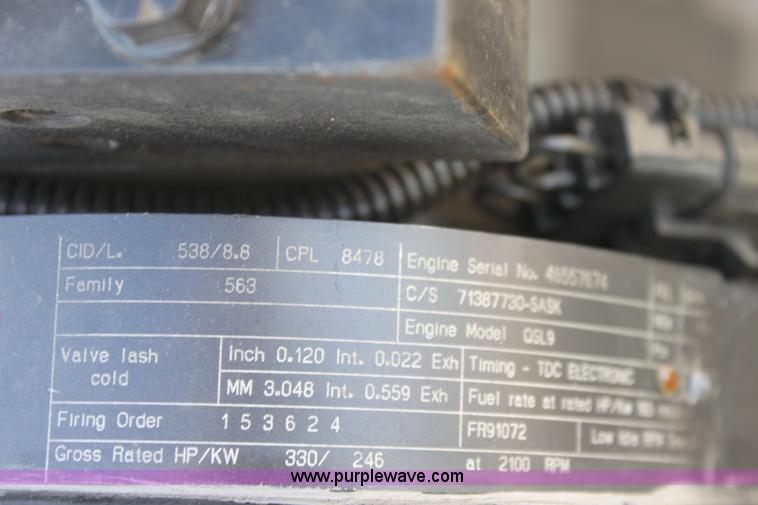 CID/L. 538/8.8 CPL 8478 Engine Serial No. 46557674
Family 563 C/S 71387730-SASK
Engine Model QSL9
Valve lash cold Inch 0.120 Int. 0.022 Exh Timing - TDC ELECTRONIC
MM 3.048 Int. 0.559 Exh Fuel rate at rated HP/Kw
Firing Order 1 5 3 6 2 4 FR91072 Low Idle RPM
Gross Rated HP/KW 330/ 246 at 2100 RPM
www.purplewave.com